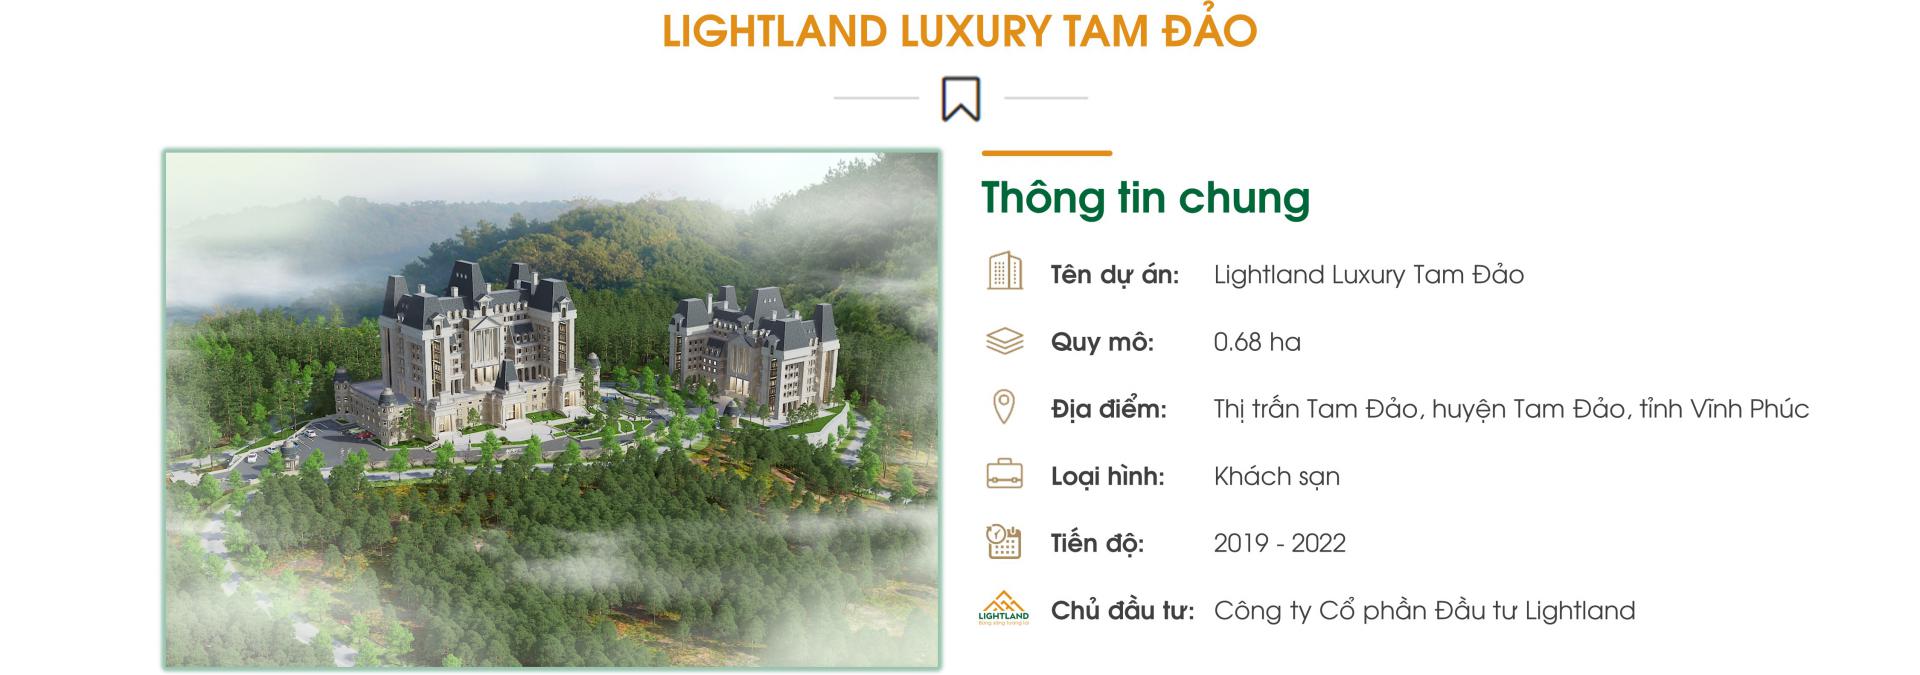 LIGHTLAND LUXURY TAM ĐẢO
Thông tin chung
Tên dự án: Lightland Luxury Tam Đảo
Quy mô: 0.68 ha
Địa điểm: Thị trấn Tam Đảo, huyện Tam Đảo, tỉnh Vĩnh Phúc
Loại hình: Khách sạn
Tiến độ: 2019 - 2022
Chủ đầu tư: Công ty Cổ phần Đầu tư Lightland
LIGHTLAND